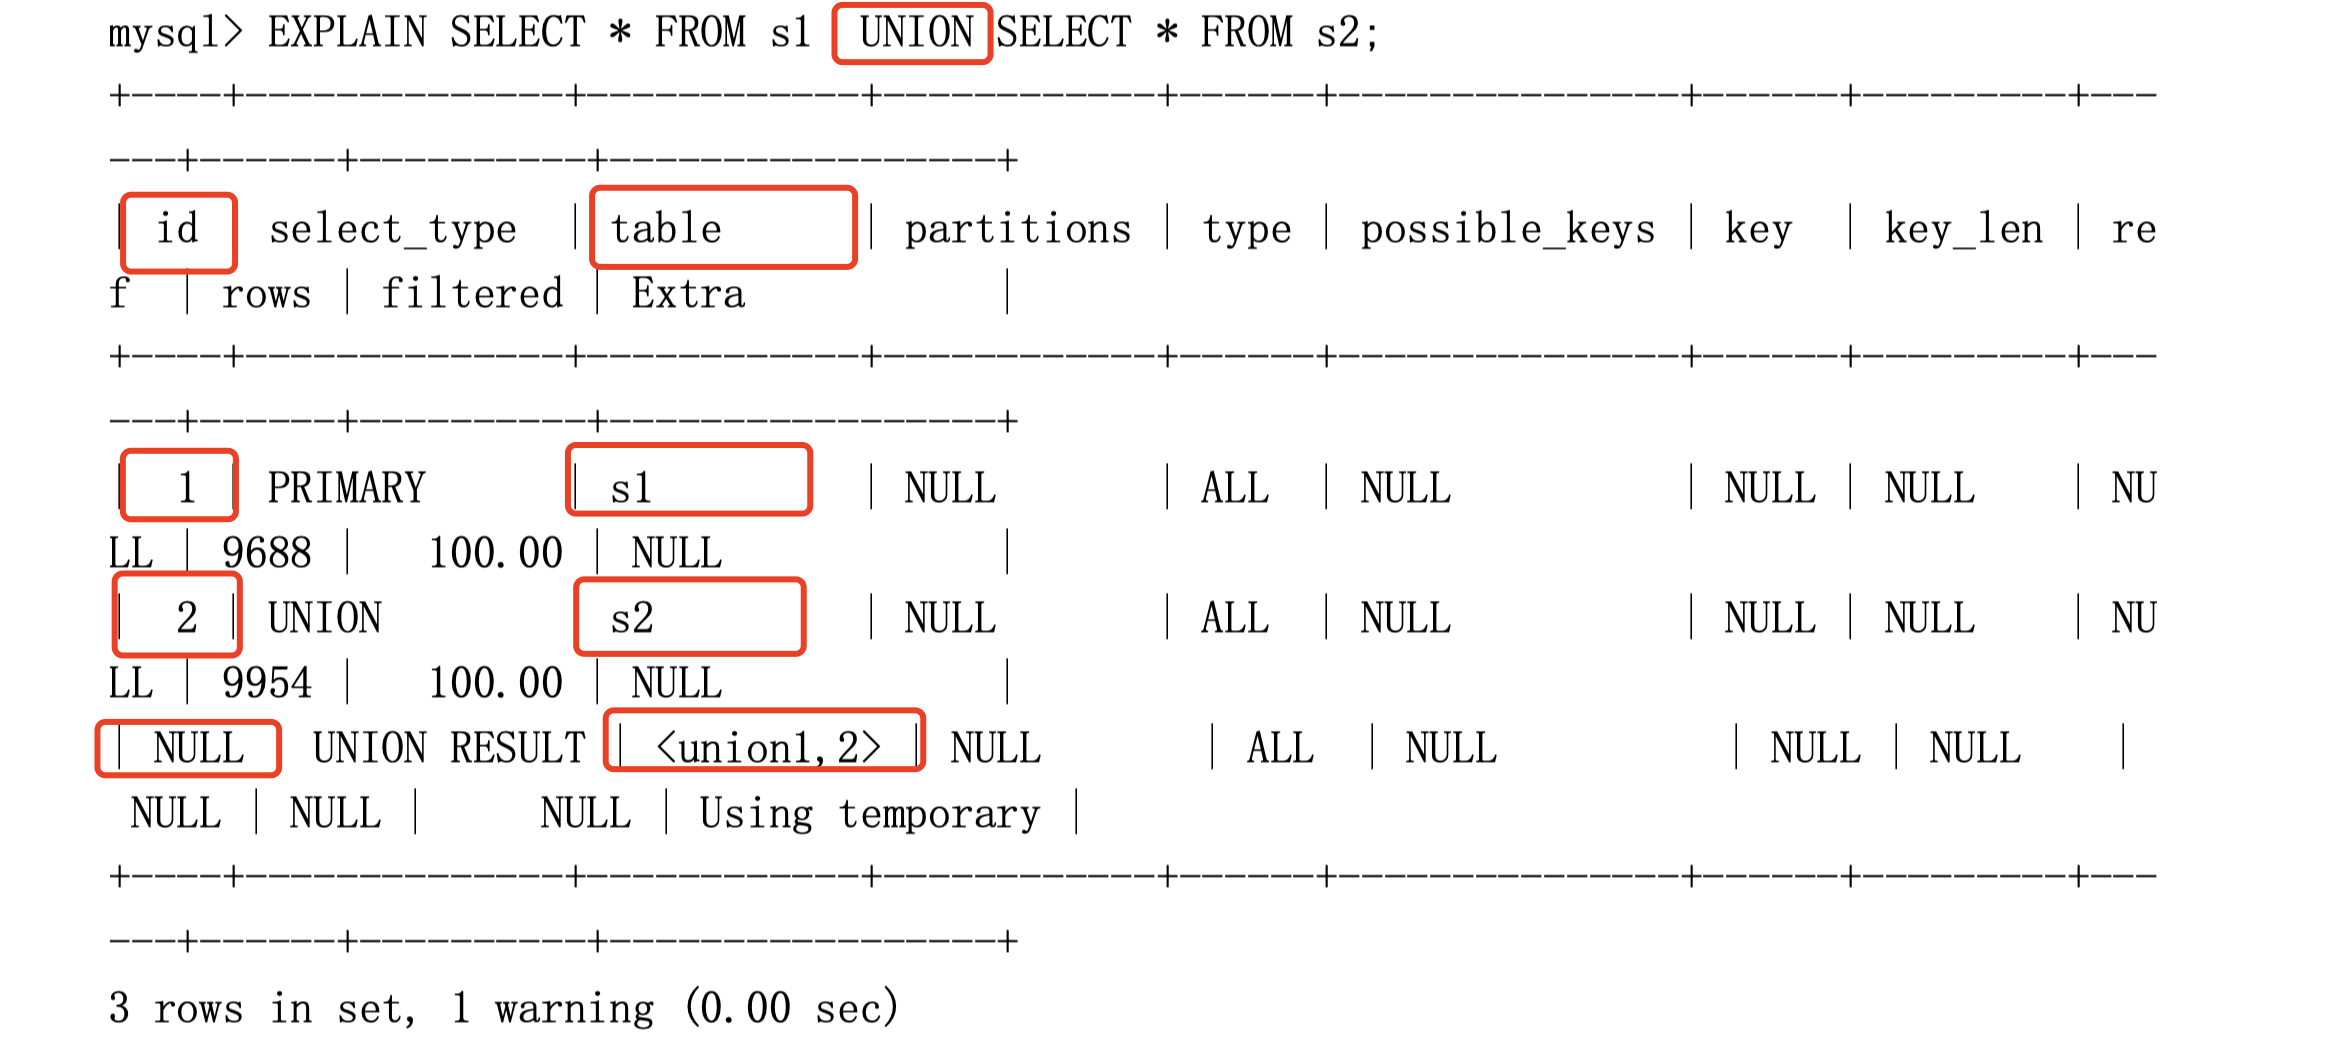 mysql> EXPLAIN SELECT * FROM s1 UNION SELECT * FROM s2;
+----+--------------+------------+------------+------+---------------+------+---------+---
---+------+----------+-----------------+
| id | select_type | table | partitions | type | possible_keys | key | key_len | re
f | rows | filtered | Extra |
+----+--------------+------------+------------+------+---------------+------+---------+---
---+------+----------+-----------------+
| 1 | PRIMARY | s1 | NULL | ALL | NULL | NULL | NULL | NU
LL | 9688 | 100.00 | NULL |
| 2 | UNION s2 | NULL | ALL | NULL | NULL | NULL | NU
LL | 9954 | 100.00 | NULL |
| NULL UNION RESULT | <union1,2> | NULL | ALL | NULL | NULL | NULL |
NULL | NULL | NULL | Using temporary |
+----+--------------+------------+------------+------+---------------+------+---------+---
---+------+----------+-----------------+
3 rows in set, 1 warning (0.00 sec)